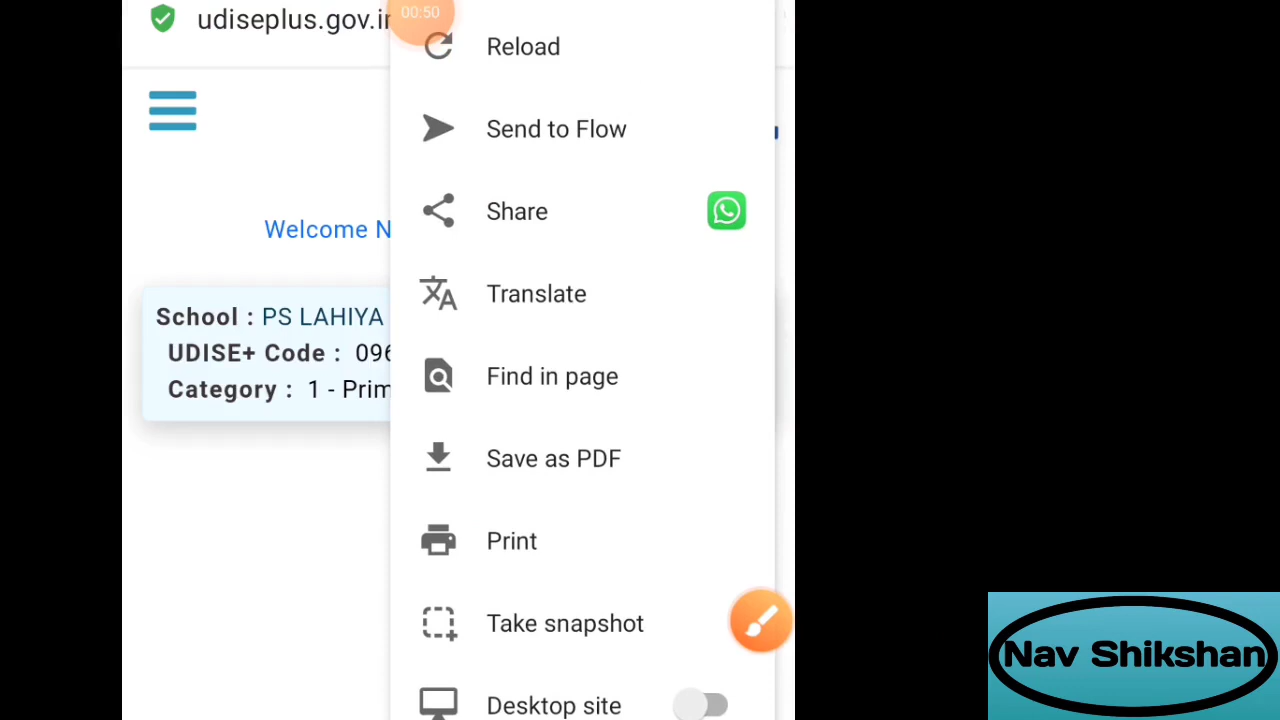 00:50
udiseplus.gov.in
Reload
Send to Flow
Share
Welcome N
Translate
School : PS LAHIYA
UDISE+ Code : 096
Category : 1 - Prim
Find in page
Save as PDF
Print
Take snapshot
Desktop site
Nav Shikshan